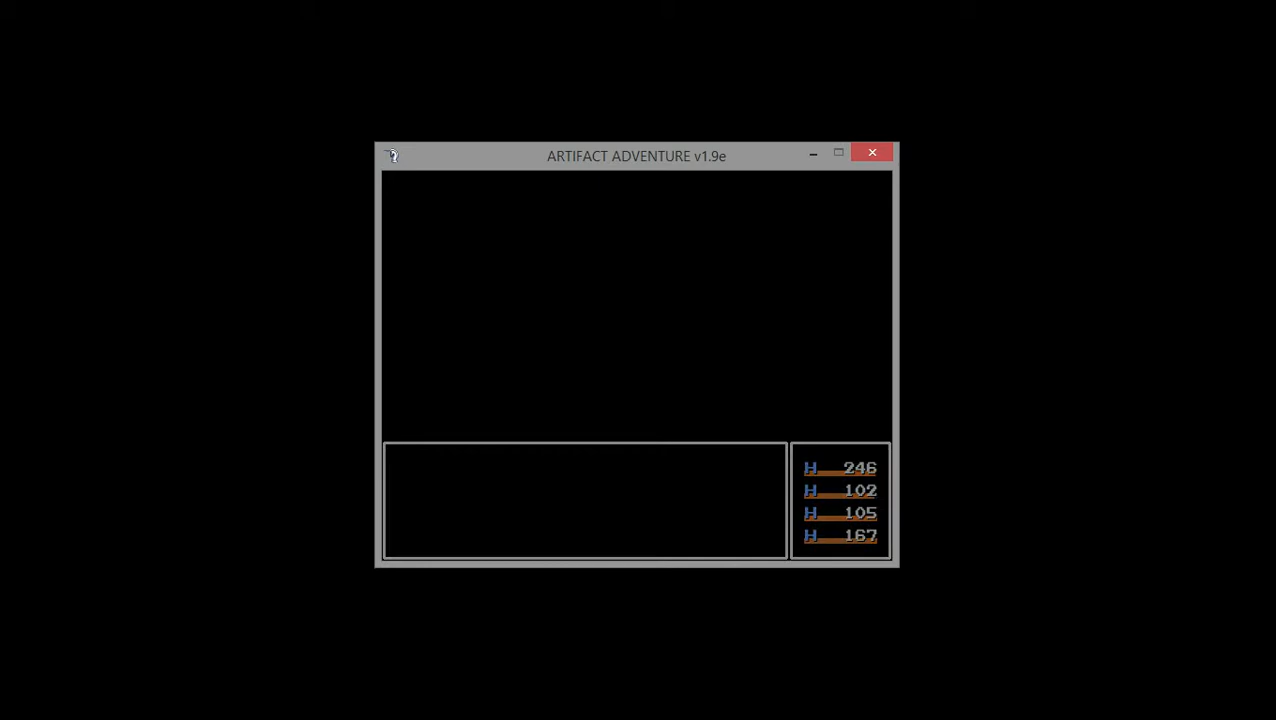 ARTIFACT ADVENTURE v1.9e
H 246
H 102
H 105
H 167